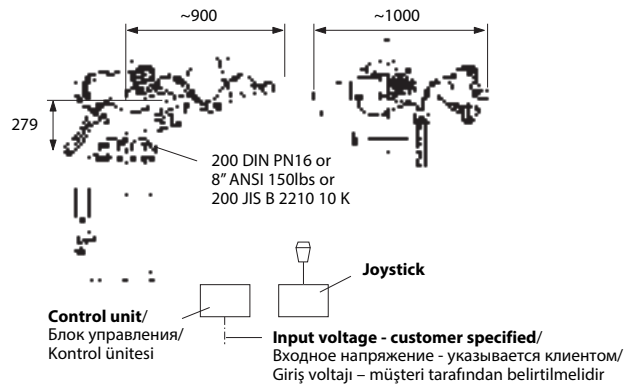 ~900
~1000
279
200 DIN PN16 or
8” ANSI 150lbs or
200 JIS B 2210 10 K
Joystick
Control unit/
Блок управления/
Kontrol ünitesi
Input voltage - customer specified/
Входное напряжение - указывается клиентом/
Giriş voltajı – müşteri tarafından belirtilmelidir